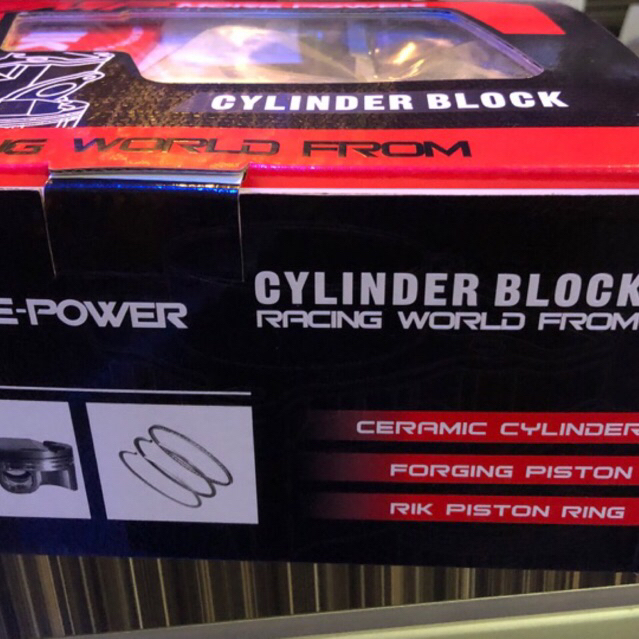 CYLINDER BLOCK
WORLD FROM
E-POWER
CYLINDER BLOCK
RACING WORLD FROM
CERAMIC CYLINDER
FORGING PISTON
RIK PISTON RING